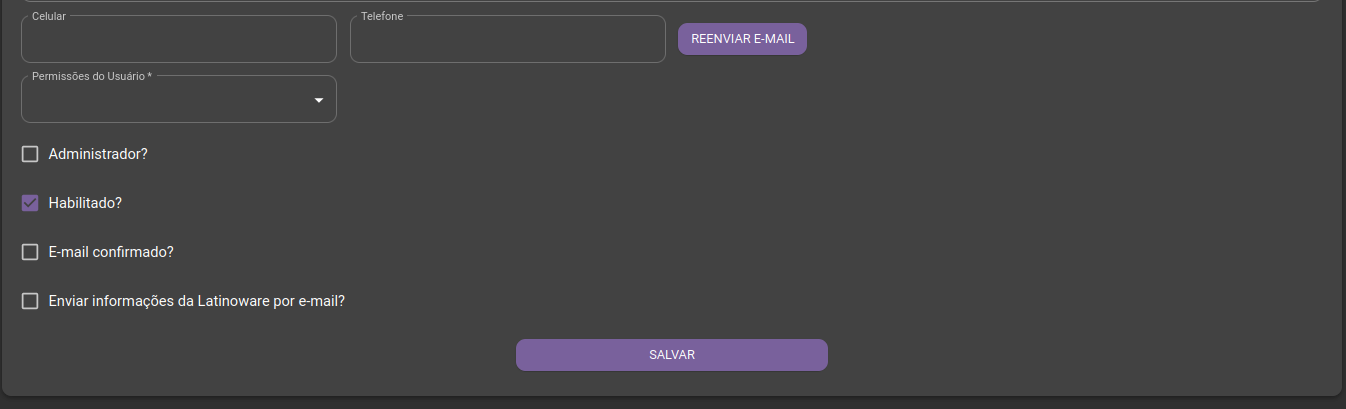 Celular
Telefone
REENVIAR E-MAIL
Permissões do Usuário *
Administrador?
Habilitado?
E-mail confirmado?
Enviar informações da Latinoware por e-mail?
SALVAR